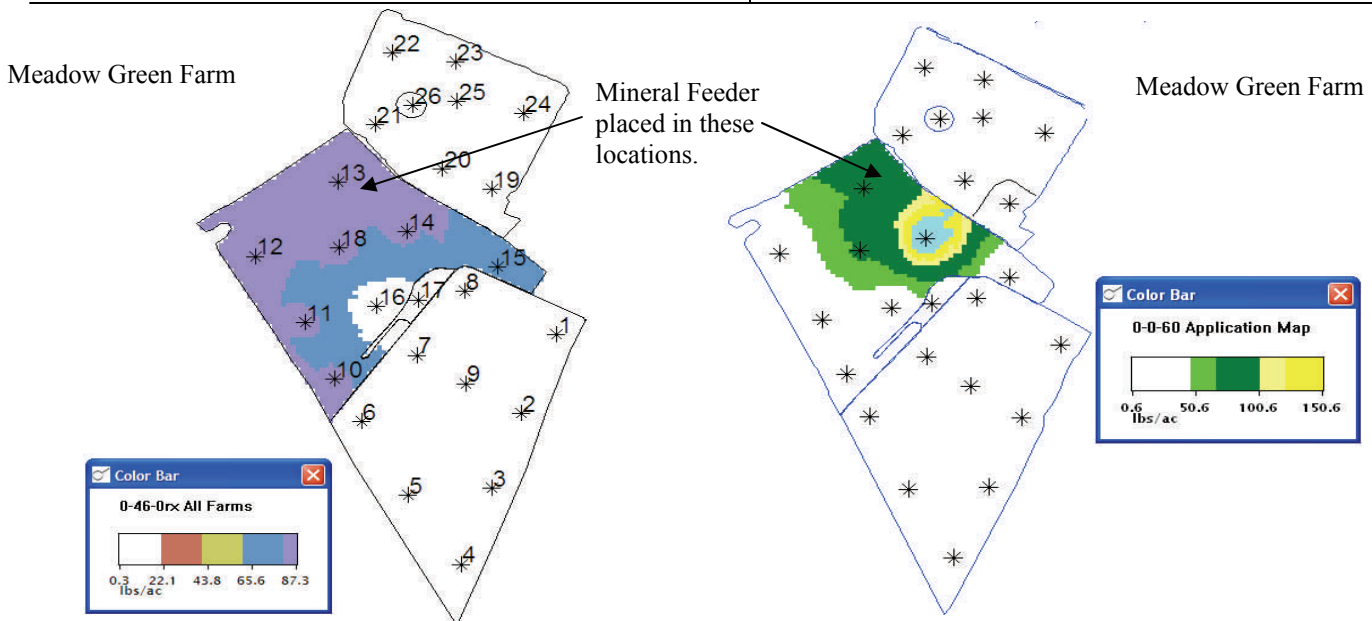 Meadow Green Farm
Mineral Feeder
placed in these
locations.
Meadow Green Farm
22
23
26
25
24
21
20
19
13
14
18
12
15
16
17
8
11
1
7
10
9
6
2
5
3
4
Color Bar
0-46-0rx All Farms
0.3 22.1 43.8 65.6 87.3
lbs/ac
Color Bar
0-0-60 Application Map
0.6 50.6 100.6 150.6
lbs/ac